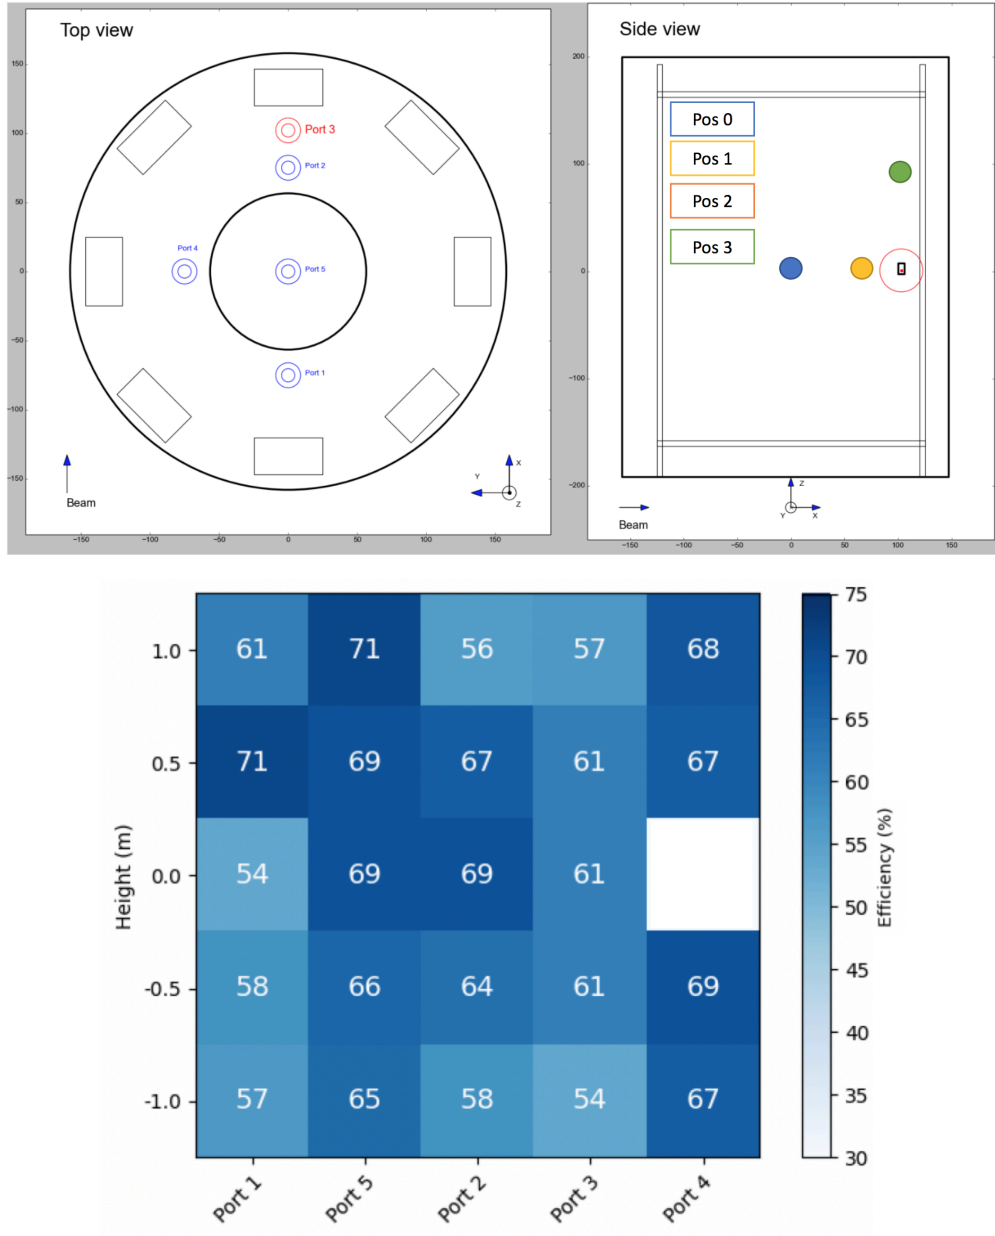 Top view
150
100
50
0
−50
−100
−150
−150
−100
−50
0
50
100
150
Port 3
Port 2
Port 4
Port 5
Port 1
Beam
X
Y
Z
Side view
200
100
0
−100
−200
−150
−100
−50
0
50
100
150
Pos 0
Pos 1
Pos 2
Pos 3
Beam
Z
Y
X
Height (m)
1.0
0.5
0.0
-0.5
-1.0
61 71 56 57 68
71 69 67 61 67
54 69 69 61
58 66 64 61 69
57 65 58 54 67
Port 1
Port 5
Port 2
Port 3
Port 4
75
70
65
60
55
50
45
40
35
30
Efficiency (%)